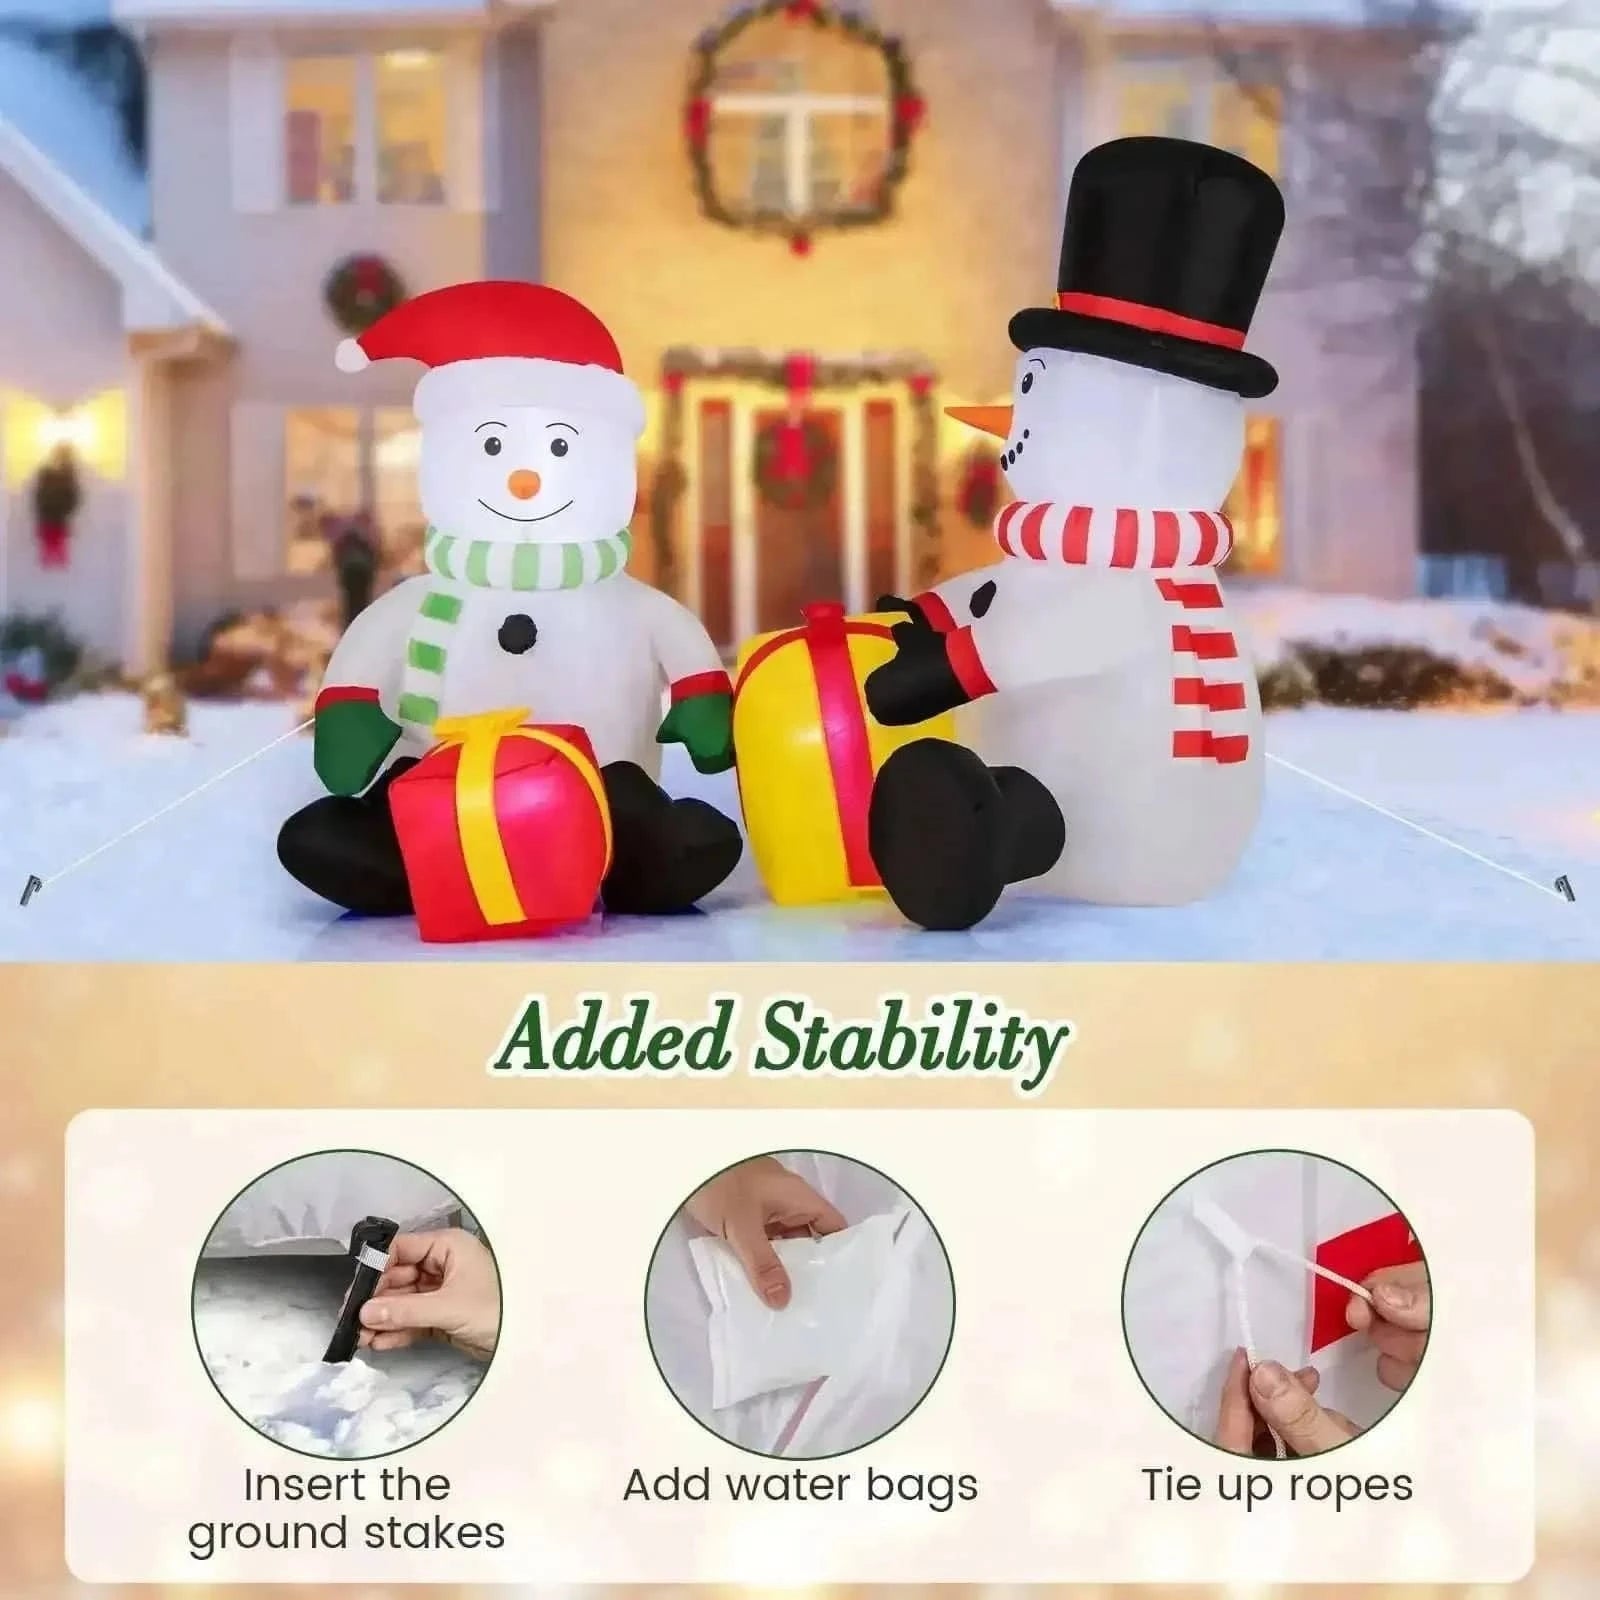 Added Stability
Insert the
ground stakes
Add water bags
Tie up ropes